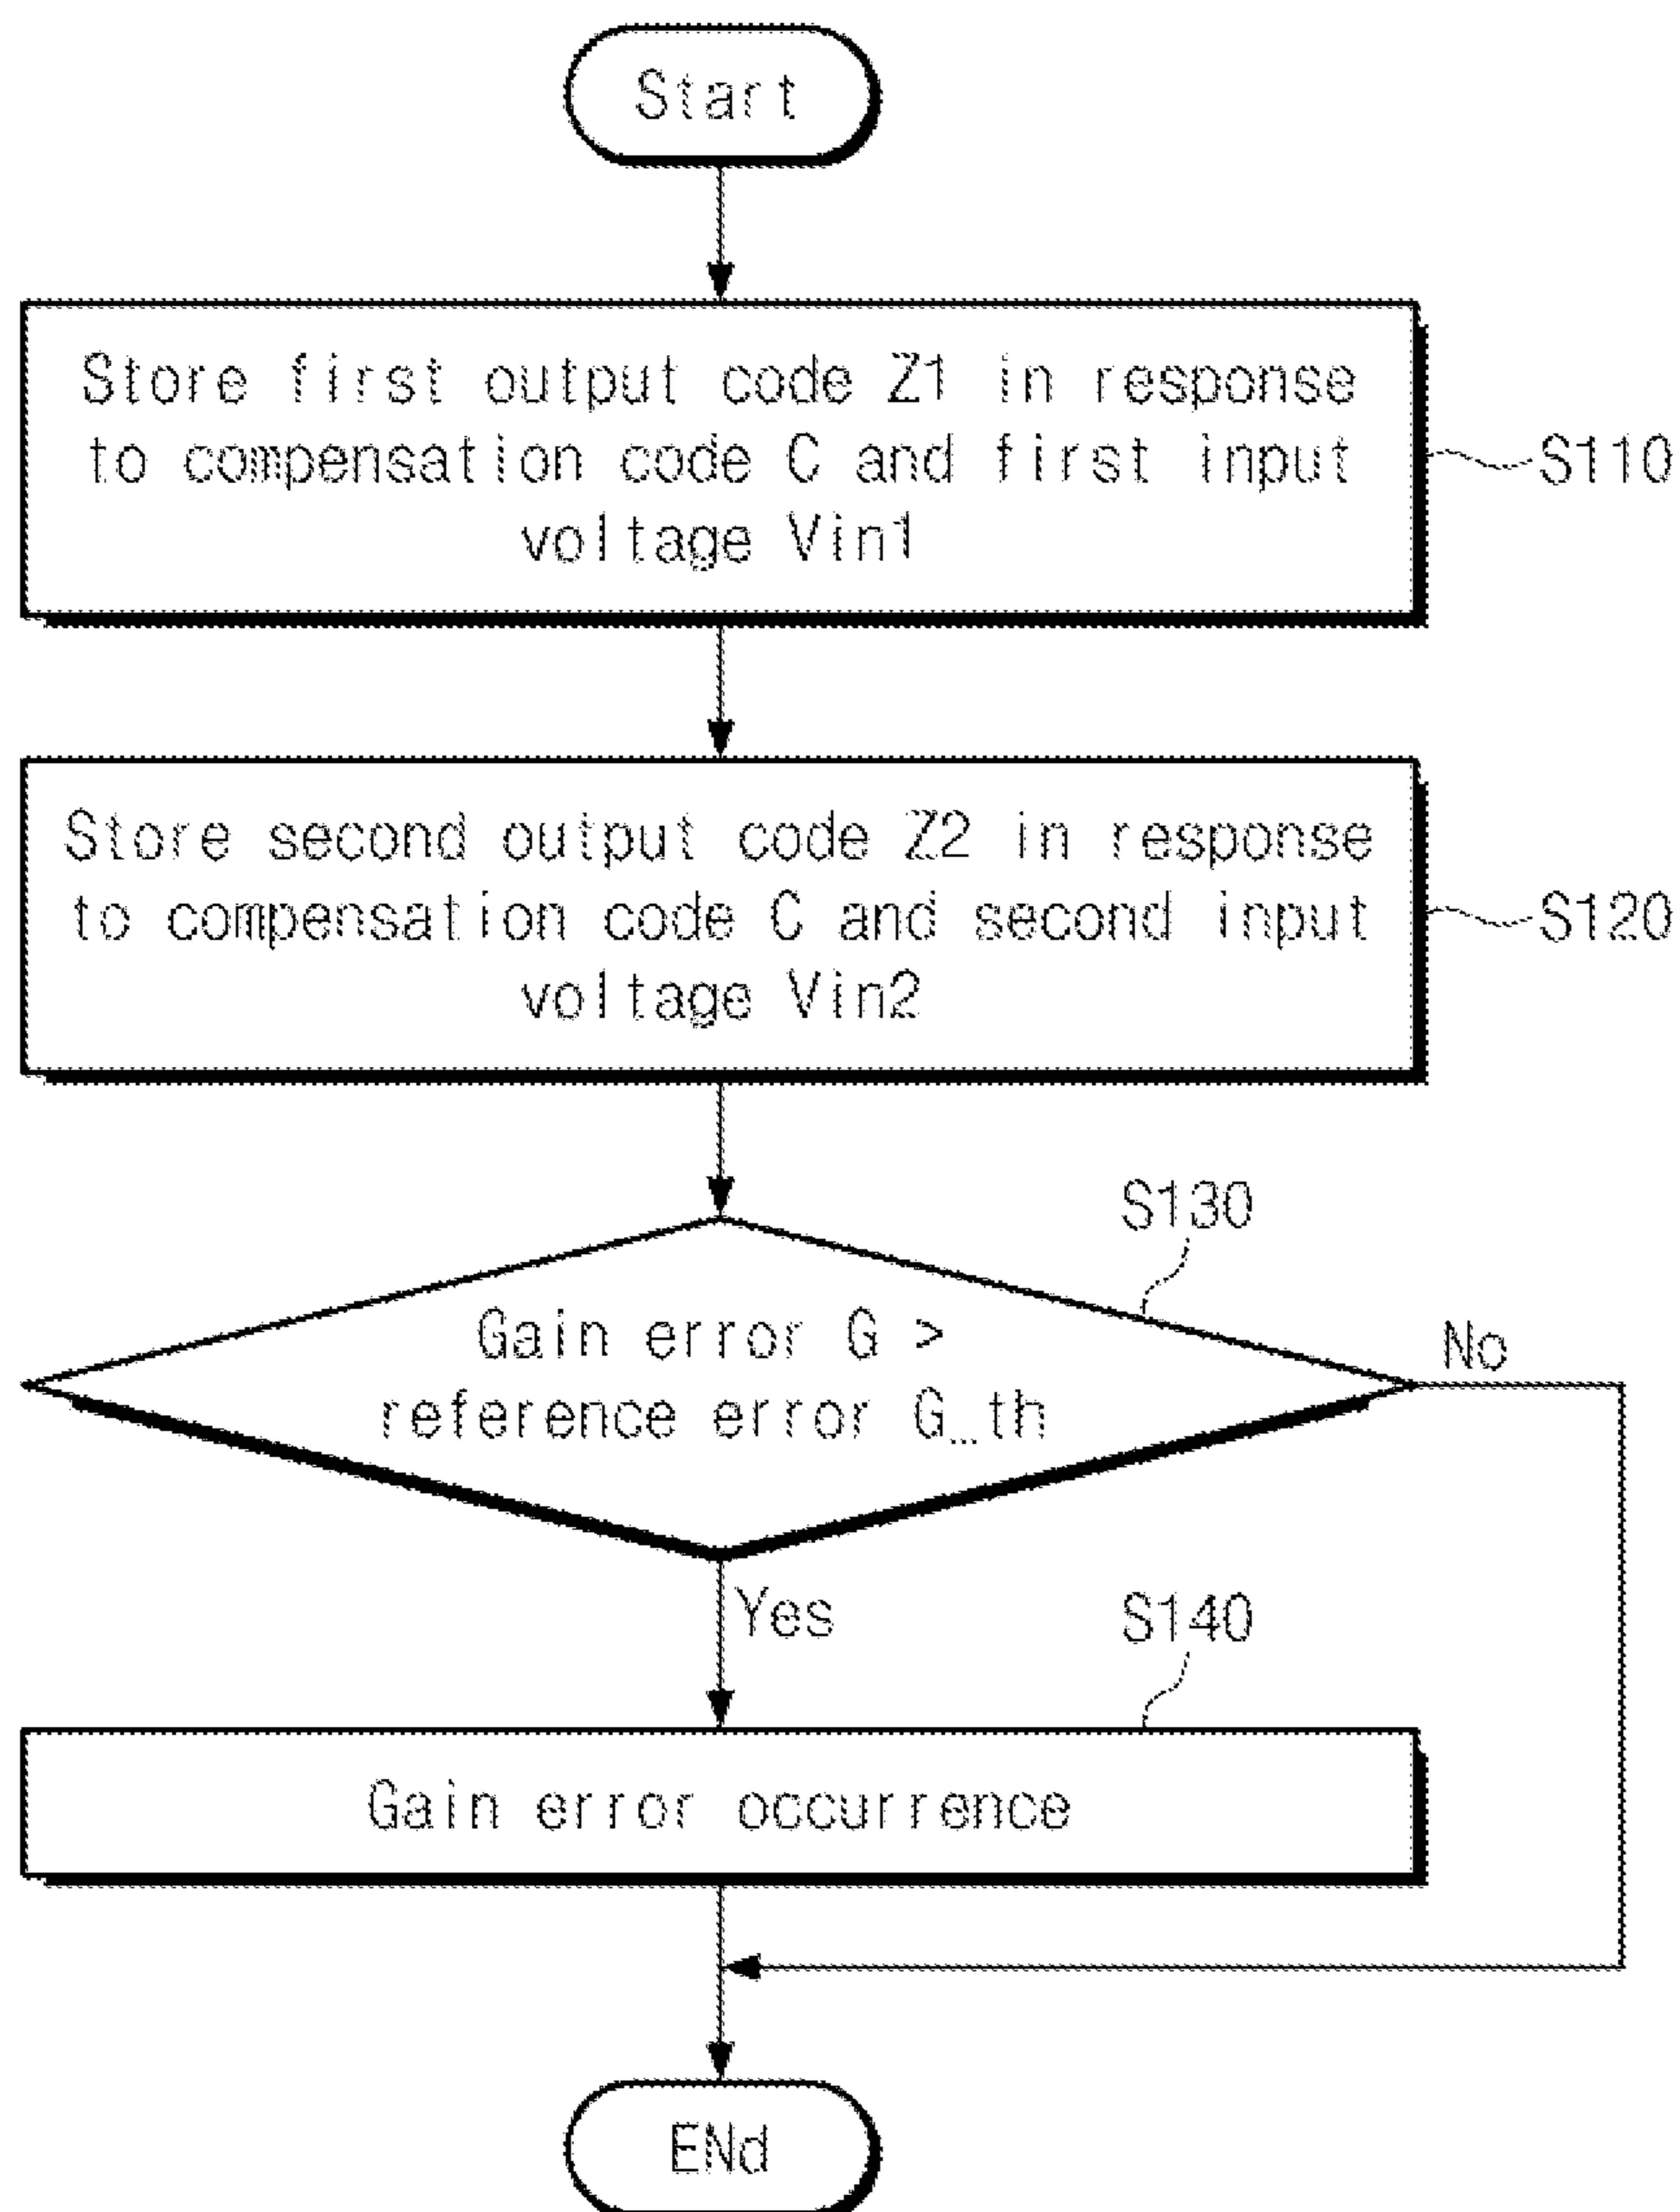 Start
Store first output code Z1 in response
to compensation code C and first input
voltage Vin1
S110
Store second output code Z2 in response
to compensation code C and second input
voltage Vin2
S120
S130
Gain error G >
reference error G_th
No
Yes
S140
Gain error occurrence
ENd